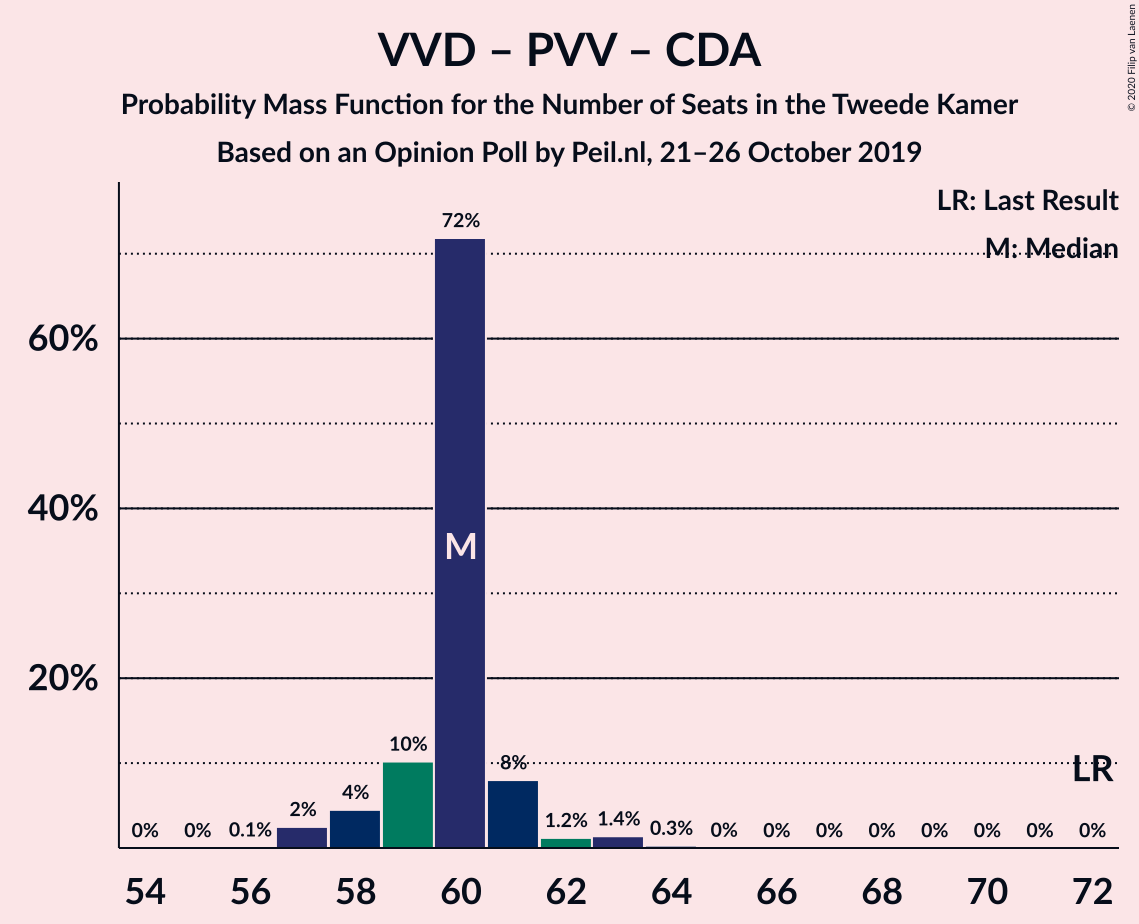 VVD – PVV – CDA
Probability Mass Function for the Number of Seats in the Tweede Kamer
Based on an Opinion Poll by Peil.nl, 21–26 October 2019
© 2020 Filip van Laenen
LR: Last Result
M: Median
60%
40%
20%
0% 0% 0.1% 2% 4% 10% 72% 8% 1.2% 1.4% 0.3% 0% 0% 0% 0% 0% 0% 0% 0%
M
LR
54 56 58 60 62 64 66 68 70 72